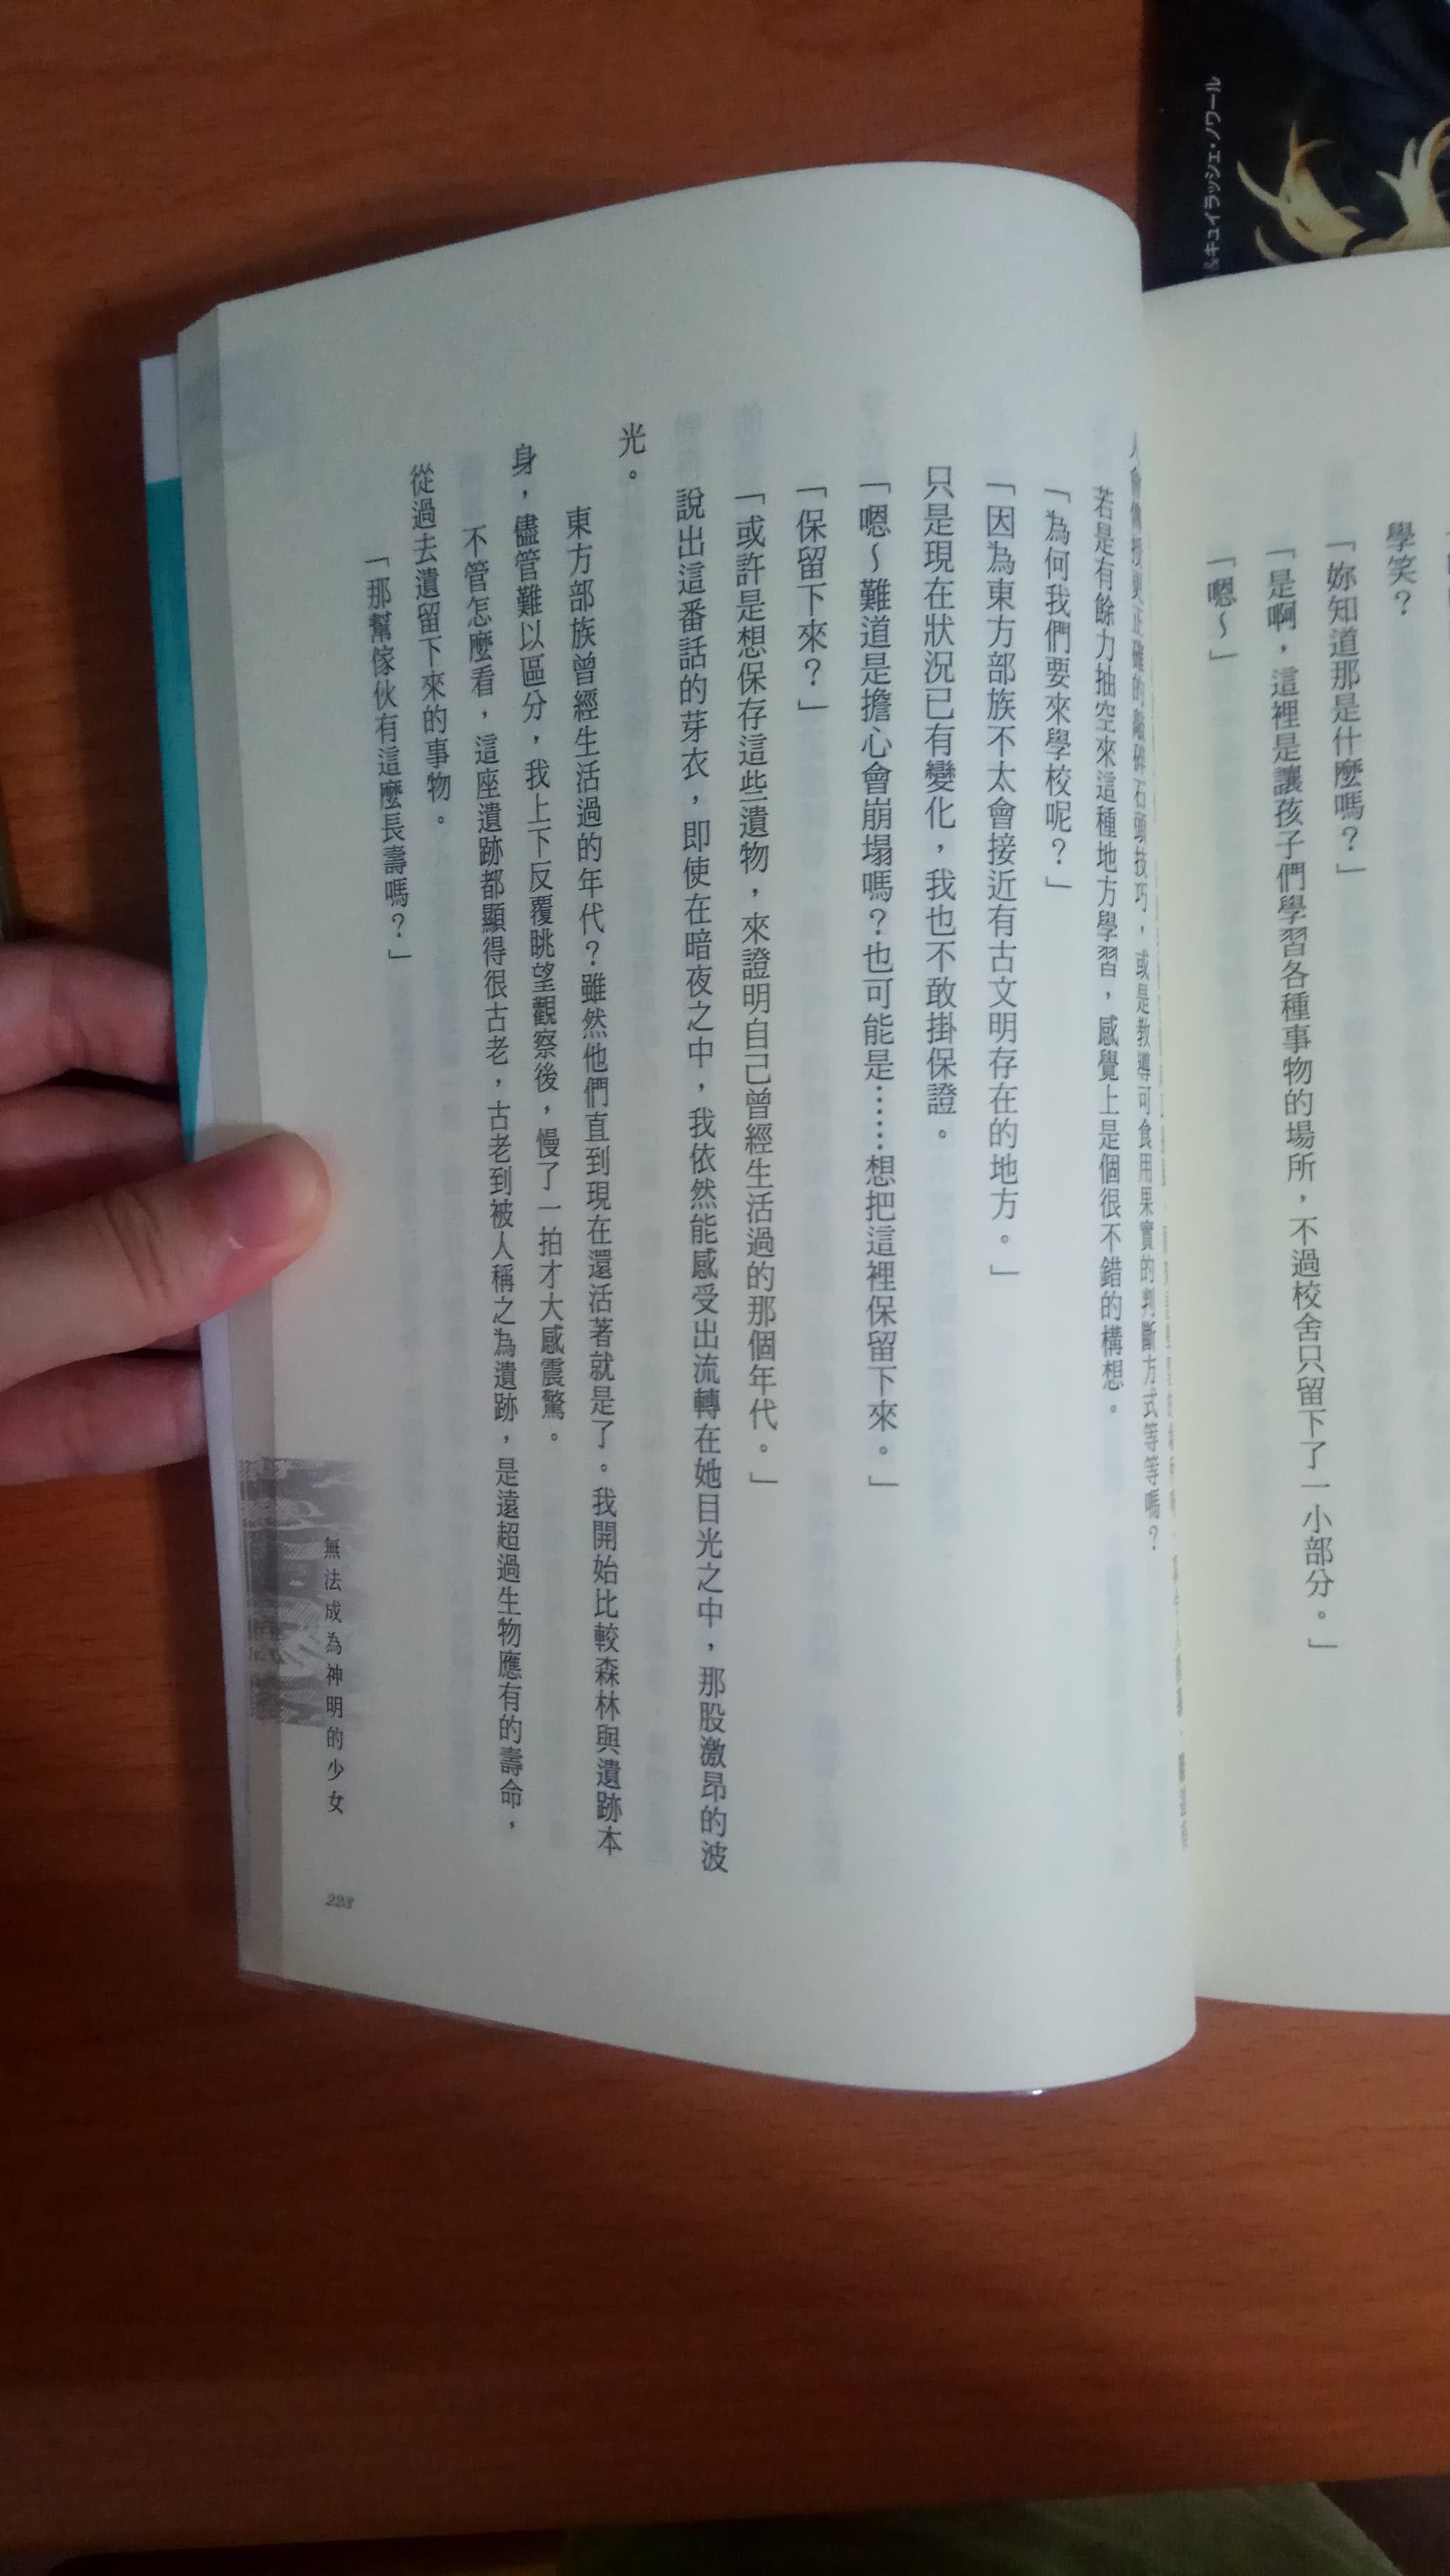 學笑？
「妳知道那是什麼嗎？」
「是啊，這裡是讓孩子們學習各種事物的場所，不過校舍只留下了一小部分。」
「嗯～」
石頭技巧，或是教導可食用果實的判斷方式等等嗎？
若是有餘力抽空來這種地方學習，感覺上是個很不錯的構想。
「為何我們要來學校呢？」
「因為東方部族不太會接近有古文明存在的地方。」
只是現在狀況已有變化，我也不敢掛保證。
「嗯～難道是擔心會崩塌嗎？也可能是……想把這裡保留下來。」
「保留下來？」
「或許是想保存這些遺物，來證明自己曾經生活過的那個年代。」
說出這番話的芽衣，即使在暗夜之中，我依然能感受出流轉在她目光之中，那股激昂的波
光。
東方部族曾經生活過的年代？雖然他們直到現在還活著就是了。我開始比較森林與遺跡本
身，儘管難以區分，我上下反覆眺望觀察後，慢了一拍才大感震驚。
不管怎麼看，這座遺跡都顯得很古老，古老到被人稱之為遺跡，是遠超過生物應有的壽命，
從過去遺留下來的事物。
「那幫傢伙有這麼長壽嗎？」
無法成為神明的少女
223
&キュイラッシェ・ノワール